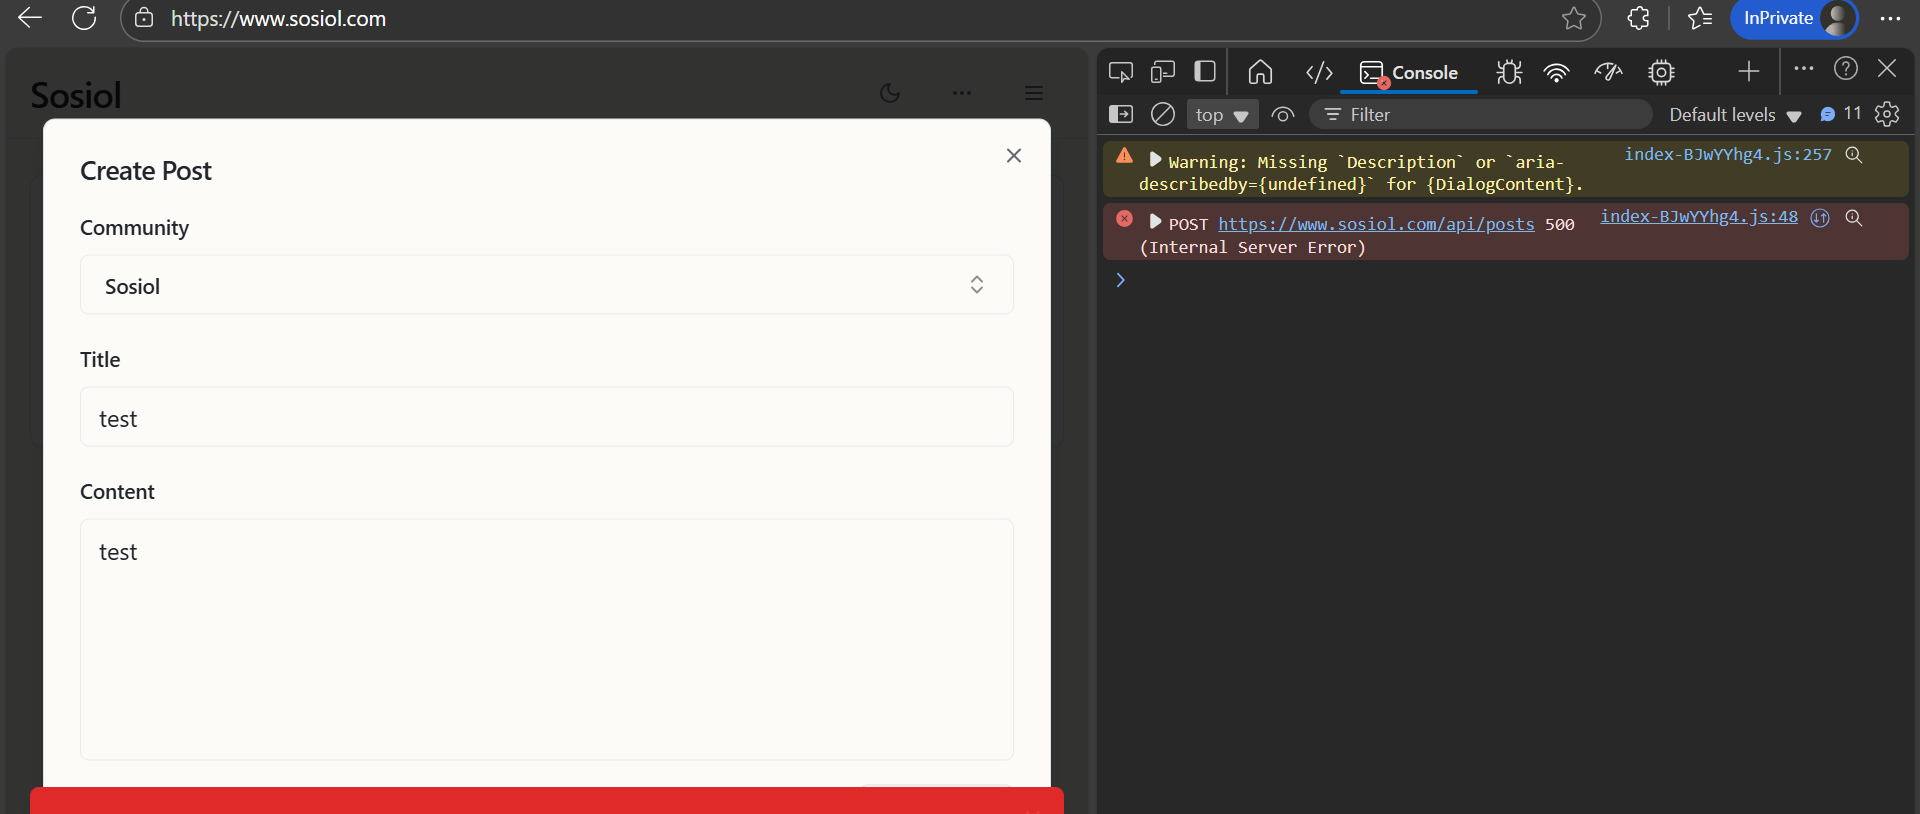 https://www.sosiol.com
InPrivate
Sosiol
Create Post
Community
Sosiol
Title
test
Content
test
Console
top
Filter
Default levels
11
Warning: Missing `Description` or `aria-
describedby={undefined}` for {DialogContent}.
index-BJwYYhg4.js:257
POST https://www.sosiol.com/api/posts 500
(Internal Server Error)
index-BJwYYhg4.js:48